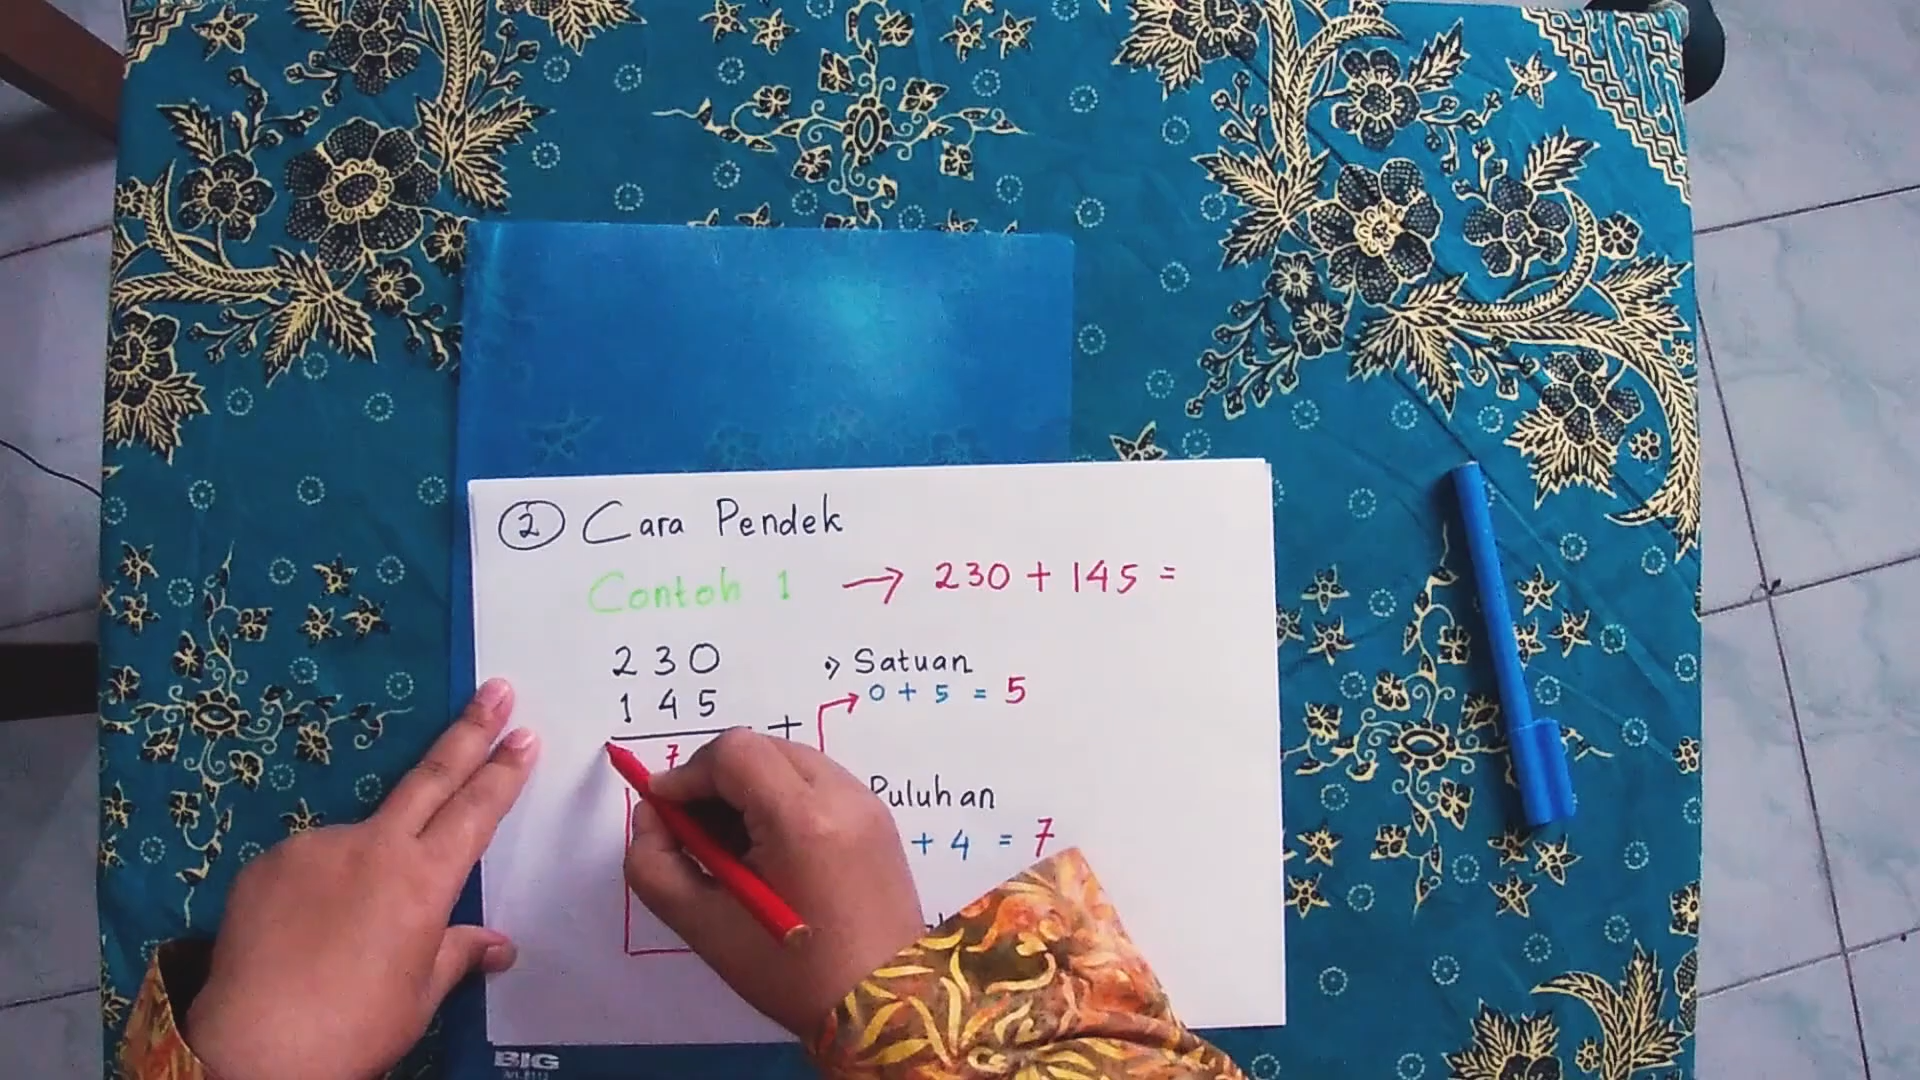 2 Cara Pendek
Contoh 1 → 230 + 145 =
230
145
+
7
Satuan
0 + 5 = 5
Puluhan
+ 4 = 7
BIG